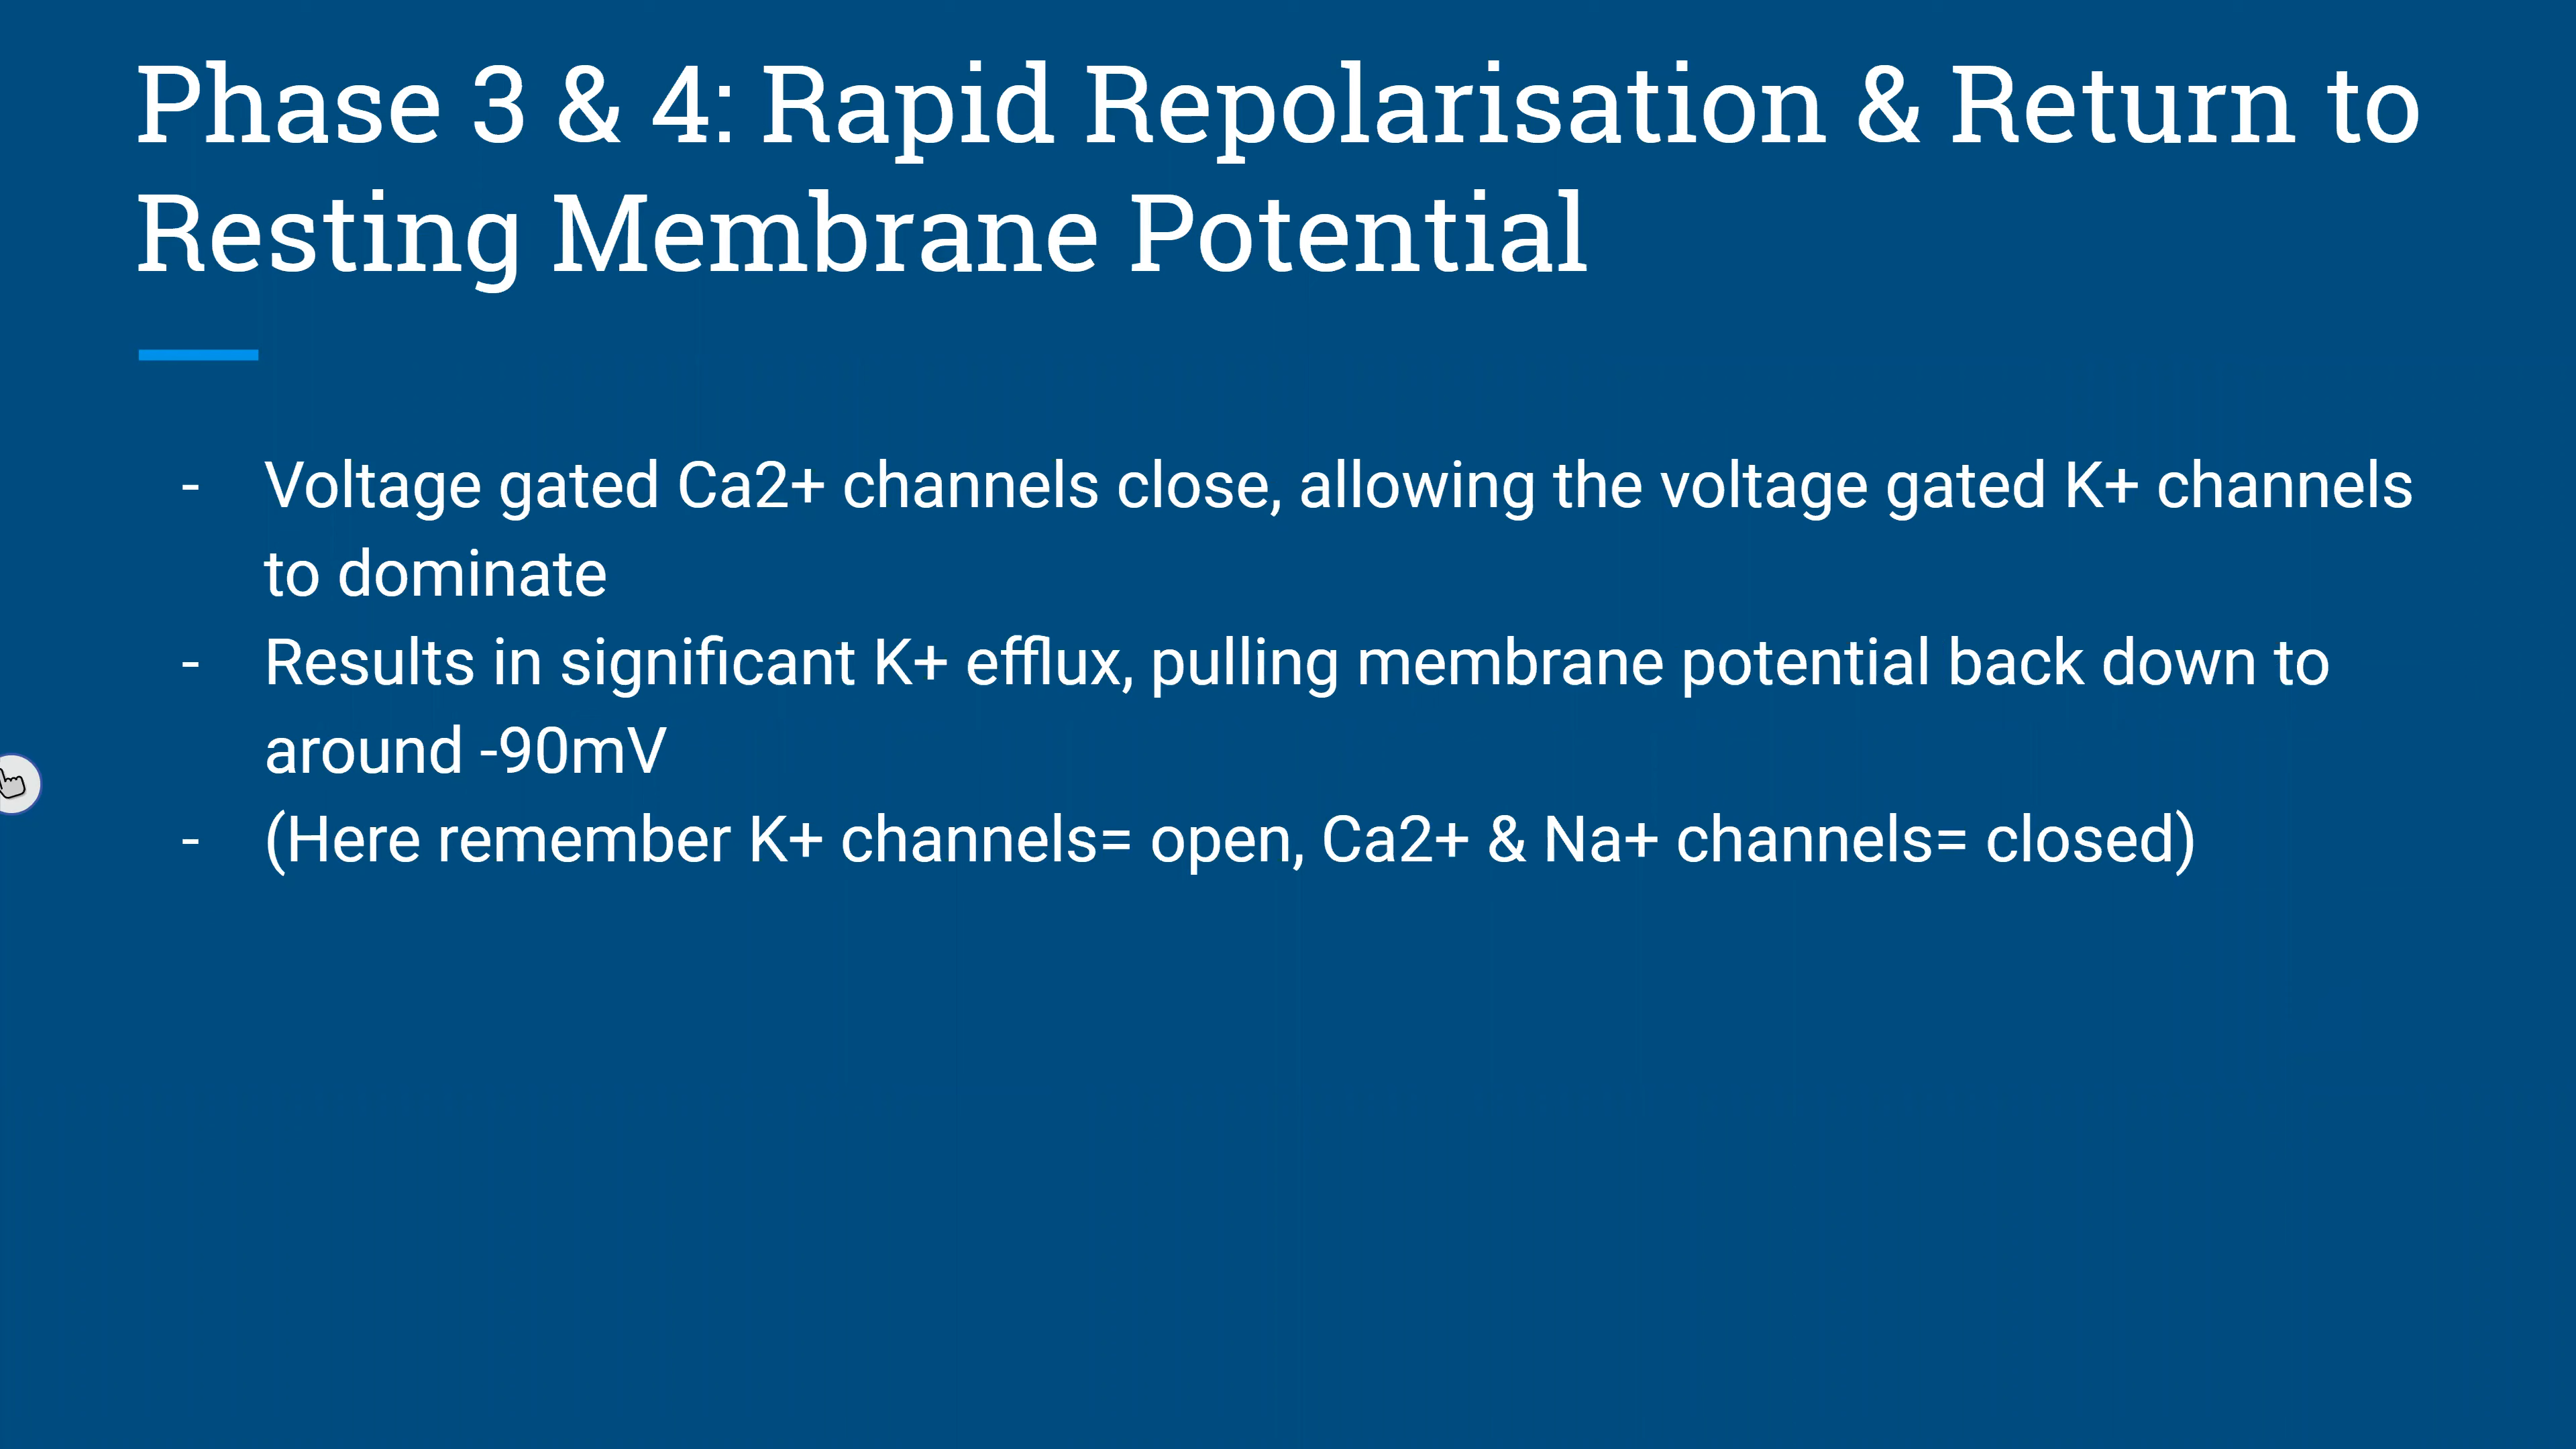 Phase 3 & 4: Rapid Repolarisation & Return to
Resting Membrane Potential
- Voltage gated Ca2+ channels close, allowing the voltage gated K+ channels
to dominate
- Results in significant K+ efflux, pulling membrane potential back down to
around -90mV
- (Here remember K+ channels= open, Ca2+ & Na+ channels= closed)